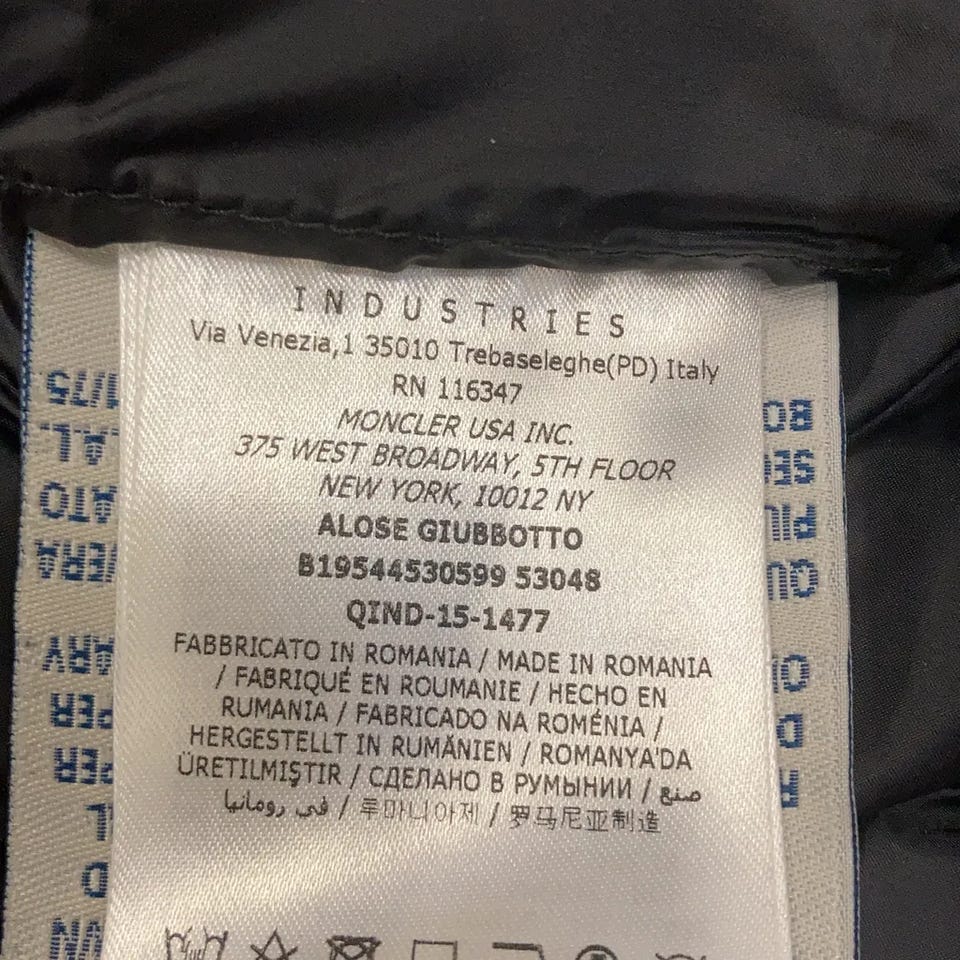 INDUSTRIES
Via Venezia,1 35010 Trebaseleghe(PD) Italy
RN 116347
MONCLER USA INC.
375 WEST BROADWAY, 5TH FLOOR
NEW YORK, 10012 NY
ALOSE GIUBBOTTO
B19544530599 53048
QIND-15-1477
FABBRICATO IN ROMANIA / MADE IN ROMANIA
/ FABRIQUÉ EN ROUMANIE / HECHO EN
RUMANIA / FABRICADO NA ROMÉNIA /
HERGESTELLT IN RUMÄNIEN / ROMANYA'DA
ÜRETILMIŞTIR / СДЕЛАНО В РУМЫНИИ / صنع
في رومانيا / 루마니아제 / 罗马尼亚制造